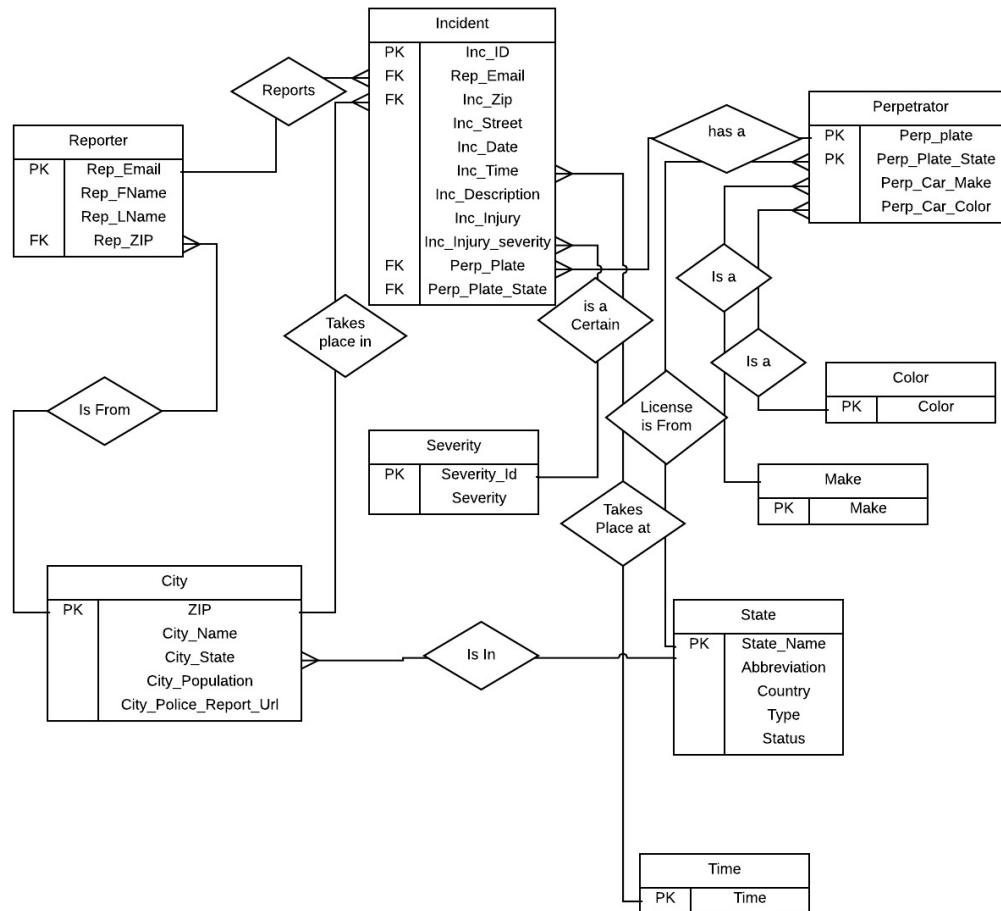 Incident
PK Inc_ID
FK Rep_Email
FK Inc_Zip
Inc_Street
Inc_Date
Inc_Time
Inc_Description
Inc_Injury
Inc_Injury_severity
FK Perp_Plate
FK Perp_Plate_State
Reports
has a
Perpetrator
PK Perp_plate
PK Perp_Plate_State
Perp_Car_Make
Perp_Car_Color
Reporter
PK Rep_Email
Rep_FName
Rep_LName
FK Rep_ZIP
Takes
place in
is a
Certain
Is a
Is a
Is From
License
is From
Color
PK Color
Severity
PK Severity_Id
Severity
Make
PK Make
Takes
Place at
City
PK ZIP
City_Name
City_State
City_Population
City_Police_Report_Url
Is In
State
PK State_Name
Abbreviation
Country
Type
Status
Time
PK Time